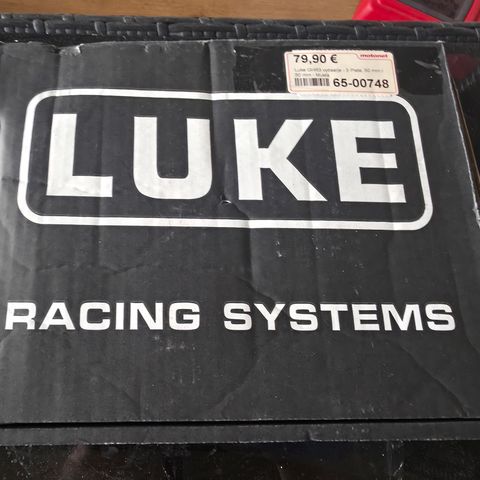 79,90 €
motonet
65-00748
LUKE
RACING SYSTEMS